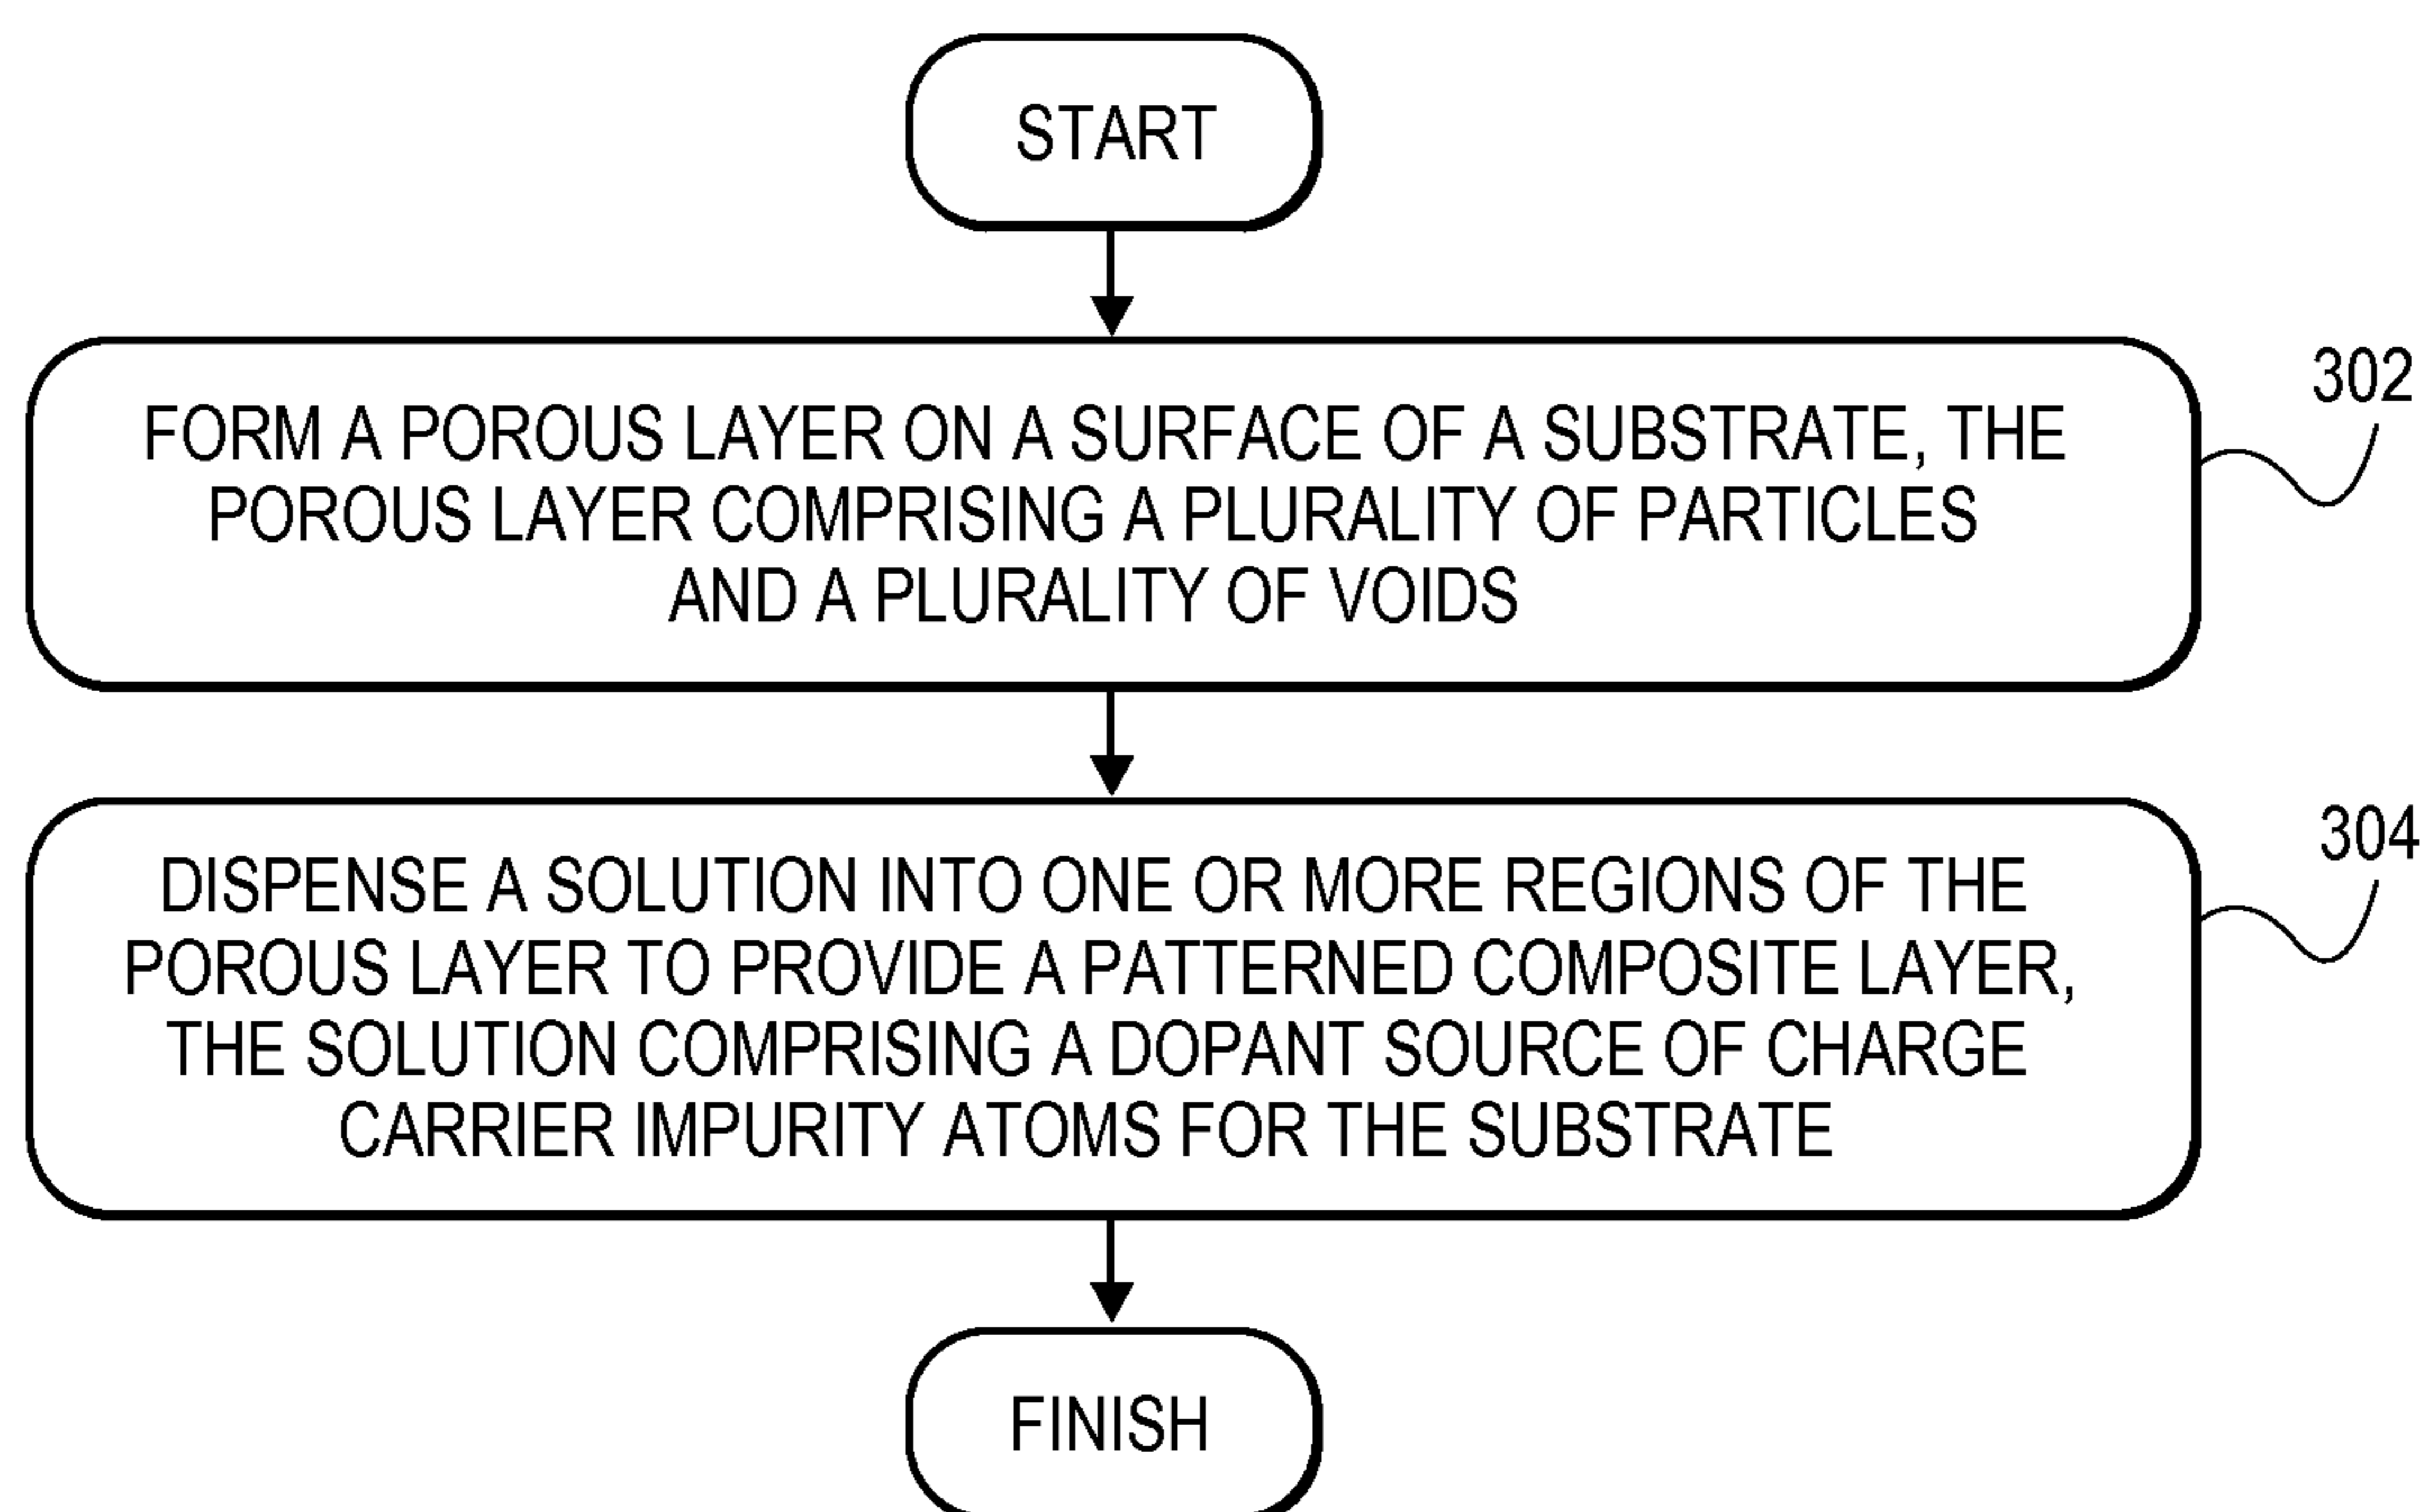 START
FORM A POROUS LAYER ON A SURFACE OF A SUBSTRATE, THE
POROUS LAYER COMPRISING A PLURALITY OF PARTICLES
AND A PLURALITY OF VOIDS
302
DISPENSE A SOLUTION INTO ONE OR MORE REGIONS OF THE
POROUS LAYER TO PROVIDE A PATTERNED COMPOSITE LAYER,
THE SOLUTION COMPRISING A DOPANT SOURCE OF CHARGE
CARRIER IMPURITY ATOMS FOR THE SUBSTRATE
304
FINISH